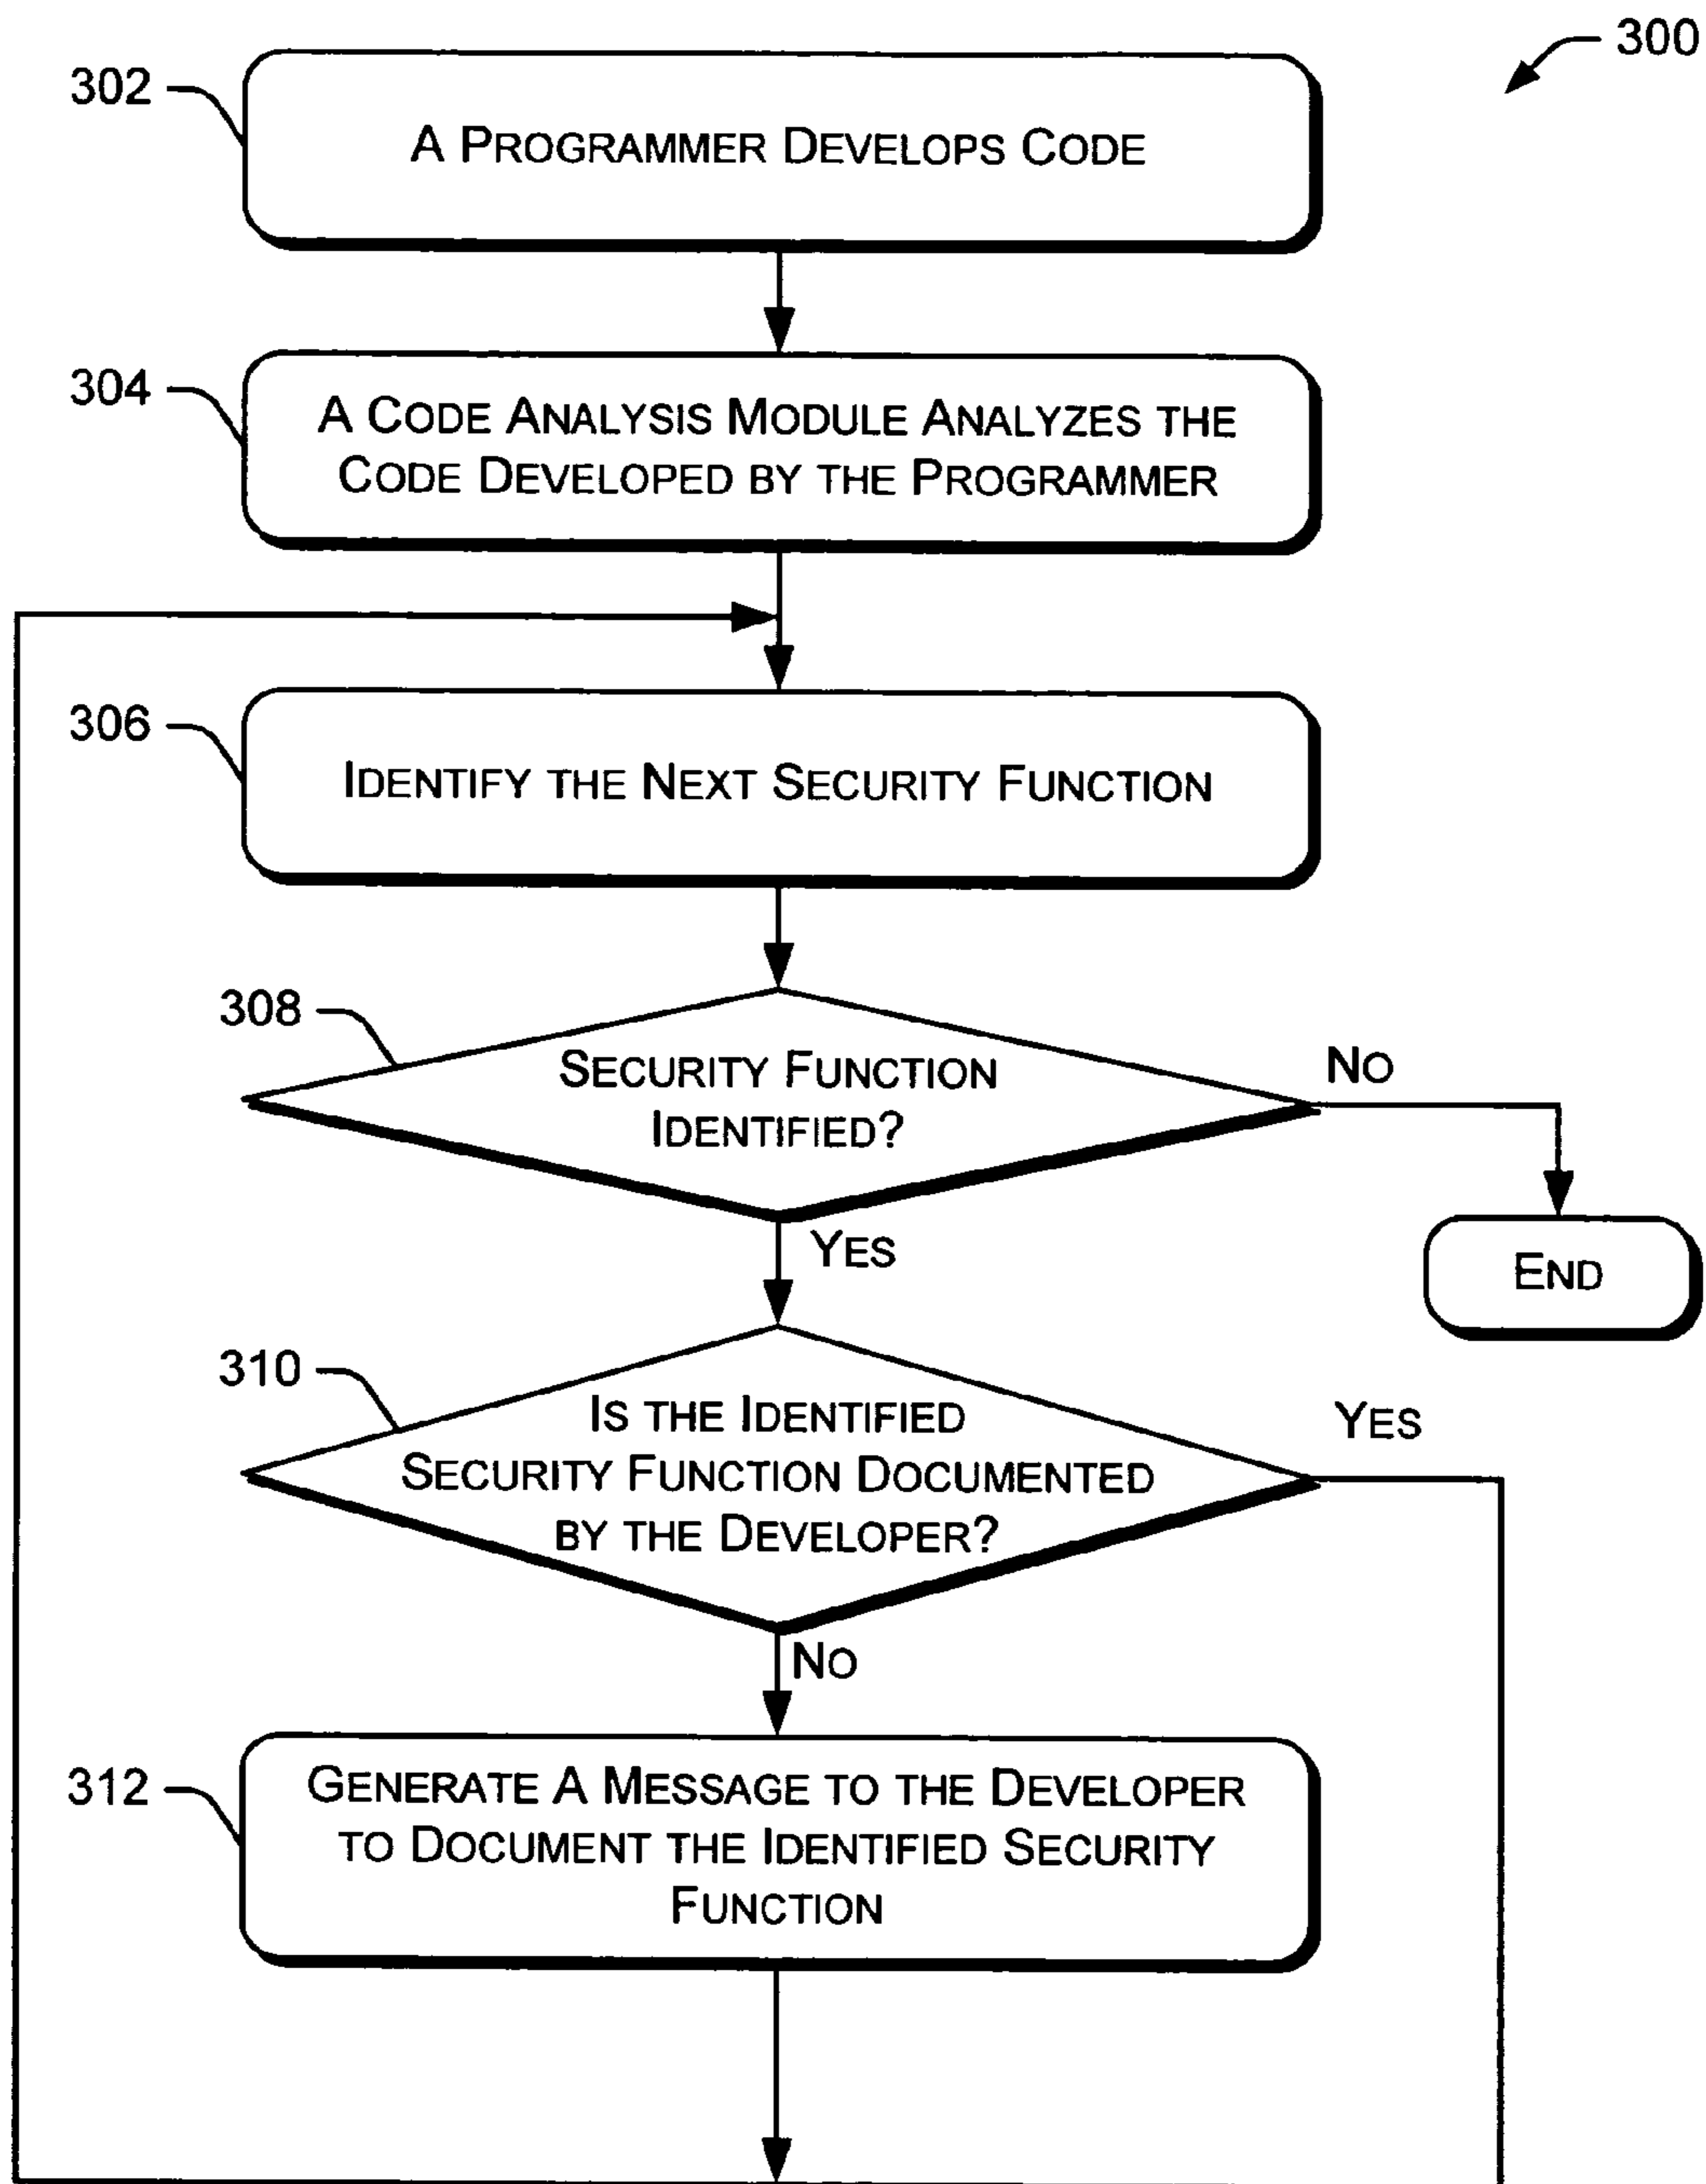 300
302
A PROGRAMMER DEVELOPS CODE
304
A CODE ANALYSIS MODULE ANALYZES THE
CODE DEVELOPED BY THE PROGRAMMER
306
IDENTIFY THE NEXT SECURITY FUNCTION
308
SECURITY FUNCTION
IDENTIFIED?
NO
YES
END
310
IS THE IDENTIFIED
SECURITY FUNCTION DOCUMENTED
BY THE DEVELOPER?
YES
NO
312
GENERATE A MESSAGE TO THE DEVELOPER
TO DOCUMENT THE IDENTIFIED SECURITY
FUNCTION